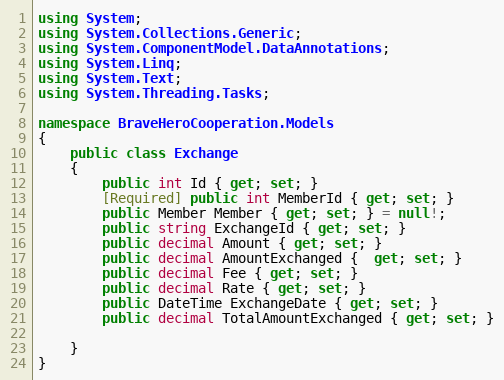 1 using System;
2 using System.Collections.Generic;
3 using System.ComponentModel.DataAnnotations;
4 using System.Linq;
5 using System.Text;
6 using System.Threading.Tasks;
7
8 namespace BraveHeroCooperation.Models
9 {
10     public class Exchange
11     {
12         public int Id { get; set; }
13         [Required] public int MemberId { get; set; }
14         public Member Member { get; set; } = null!;
15         public string ExchangeId { get; set; }
16         public decimal Amount { get; set; }
17         public decimal AmountExchanged {  get; set; }
18         public decimal Fee { get; set; }
19         public decimal Rate { get; set; }
20         public DateTime ExchangeDate { get; set; }
21         public decimal TotalAmountExchanged { get; set; }
22
23     }
24 }